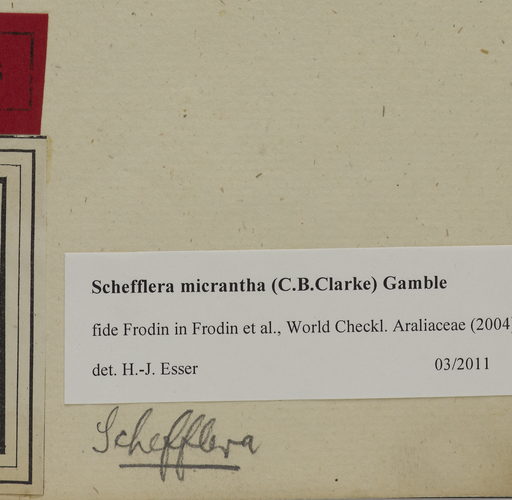 Schefflera micrantha (C.B.Clarke) Gamble
fide Frodin in Frodin et al., World Checkl. Araliaceae (2004)
det. H.-J. Esser 03/2011
Schefflera